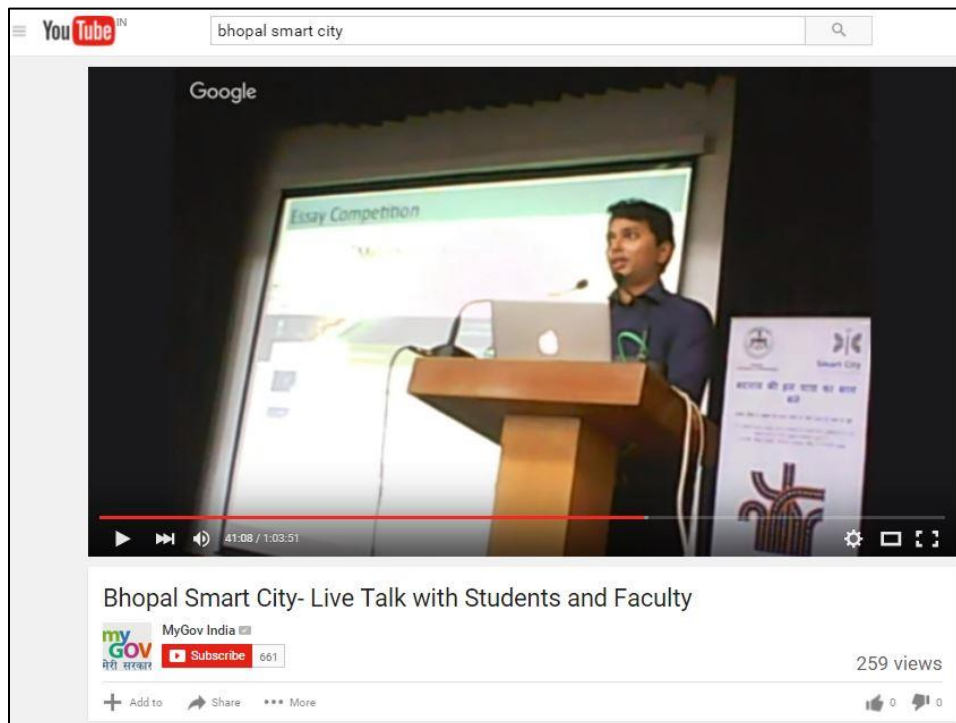 You Tube IN
bhopal smart city
Google
Essay Competition
Smart City
41:08 / 1:03:51
Bhopal Smart City- Live Talk with Students and Faculty
my
GOV
मेरी सरकार
MyGov India
Subscribe 661
259 views
Add to Share More 0 0